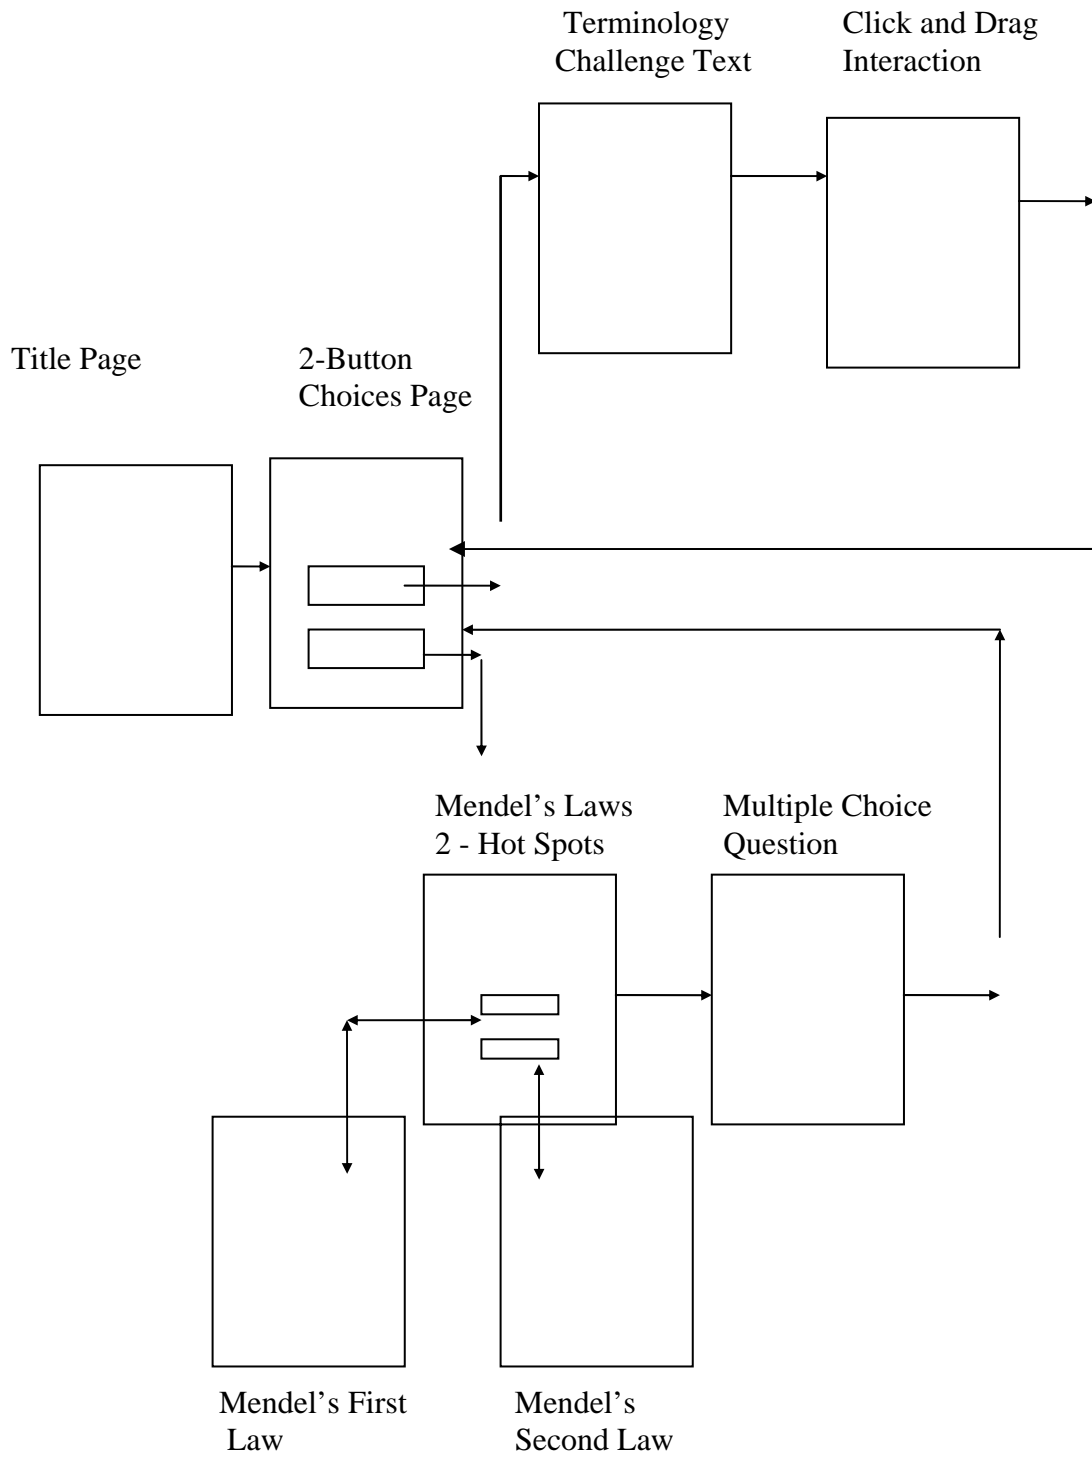 Terminology
Challenge Text
Click and Drag
Interaction
Title Page
2-Button
Choices Page
Mendel’s Laws
2 - Hot Spots
Multiple Choice
Question
Mendel’s First
Law
Mendel’s
Second Law